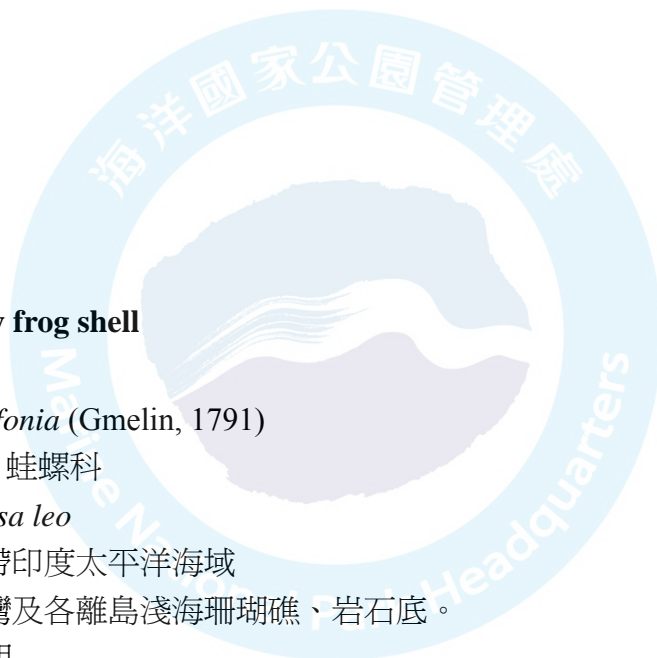 海洋國家公園管理處
frog shell
fonia (Gmelin, 1791)
蛙螺科
sa leo
帶印度太平洋海域
灣及各離島淺海珊瑚礁、岩石底。
Marine National Park Headquarters